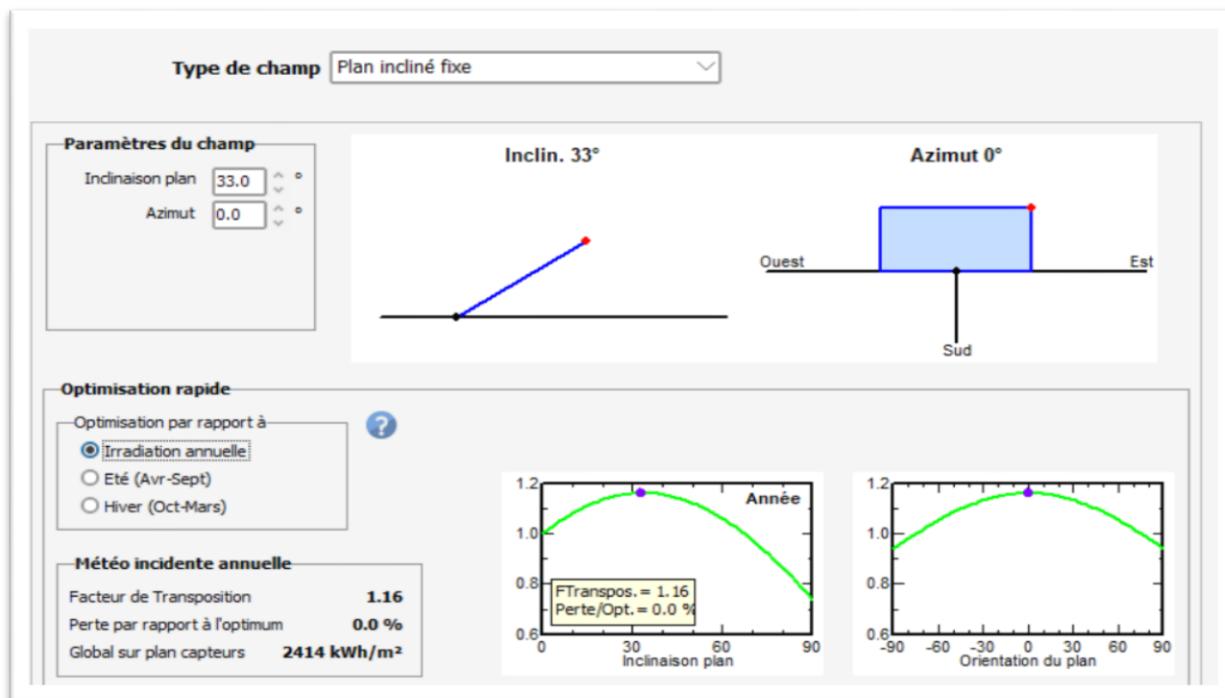 Type de champ Plan incliné fixe
Paramètres du champ
Inclinaison plan 33.0 °
Azimut 0.0 °
Inclin. 33°
Azimut 0°
Ouest
Est
Sud
Optimisation rapide
Optimisation par rapport à
Irradiation annuelle
Eté (Avr-Sept)
Hiver (Oct-Mars)
?
Météo incidente annuelle
Facteur de Transposition 1.16
Perte par rapport à l'optimum 0.0 %
Global sur plan capteurs 2414 kWh/m²
1.2
1.0
0.8
0.6
Année
FTranspos. = 1.16
Perte/Opt. = 0.0 %
0 30 60 90
Inclinaison plan
1.2
1.0
0.8
0.6
-90 -60 -30 0 30 60 90
Orientation du plan